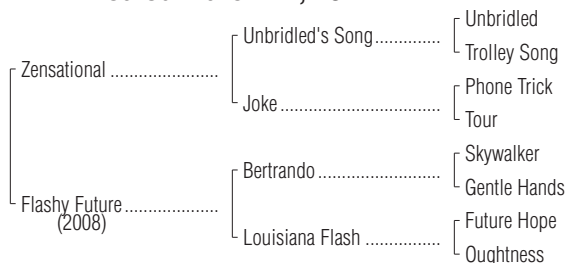 Unbridled
Unbridled's Song..............
Trolley Song
Zensational .......................
Phone Trick
Joke..................................
Tour
Skywalker
Bertrando..........................
Gentle Hands
Flashy Future....................
(2008)
Future Hope
Louisiana Flash ................
Oughtness